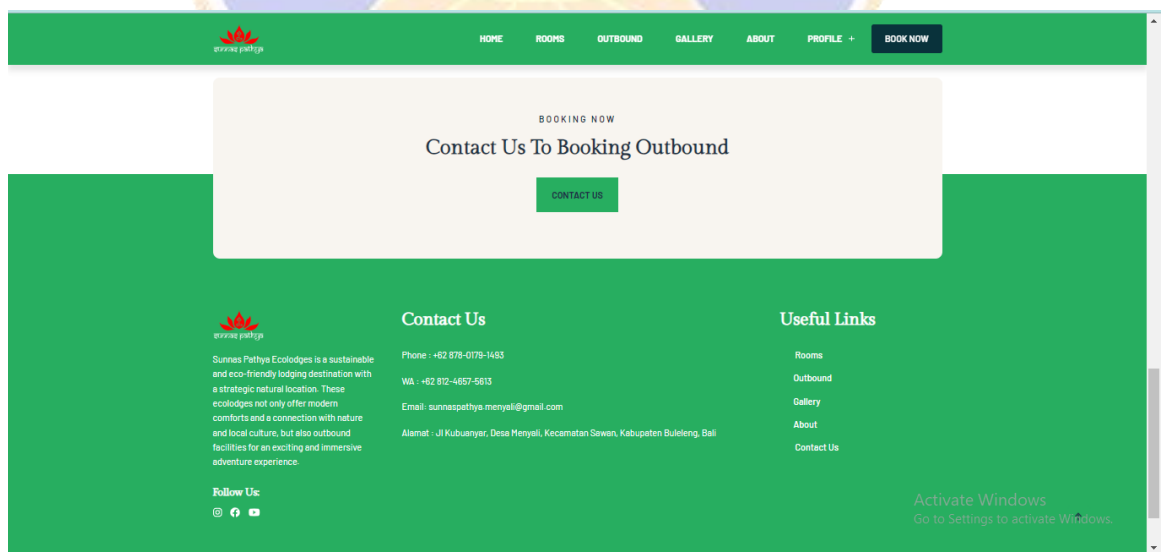 sunnas pathya
HOME ROOMS OUTBOUND GALLERY ABOUT PROFILE + BOOK NOW
BOOKING NOW
Contact Us To Booking Outbound
CONTACT US
sunnas pathya
Sunnas Pathya Ecolodges is a sustainable
and eco-friendly lodging destination with
a strategic natural location. These
ecolodges not only offer modern
comforts and a connection with nature
and local culture, but also outbound
facilities for an exciting and immersive
adventure experience.
Follow Us:
Contact Us
Phone : +62 878-0179-1493
WA : +62 812-4657-5613
Email: sunnaspathya.menyali@gmail.com
Alamat : Jl Kubuanyar, Desa Menyali, Kecamatan Sawan, Kabupaten Buleleng, Bali
Useful Links
Rooms
Outbound
Gallery
About
Contact Us
Activate Windows
Go to Settings to activate Windows.